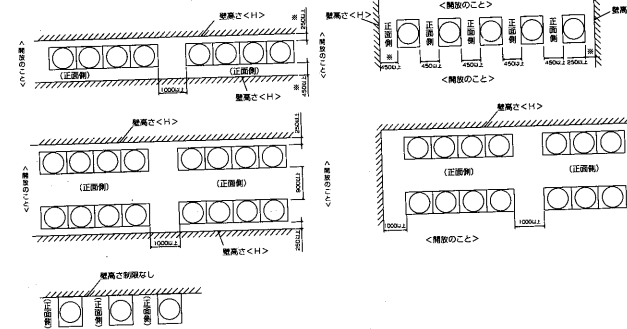 壁高さ<H>
※
250以上
<開放のこと>
(正面側)
(正面側)
1000以上
※
450以上
壁高さ<H>
<開放のこと>
壁高さ<H>
壁高
正面側
正面側
正面側
正面側
正面側
※
450以上
450以上
450以上
450以上
450以上
250以上
※
<開放のこと>
壁高さ<H>
250以上
<開放のこと>
(正面側)
(正面側)
<開放のこと>
1000以上
250以上
壁高さ<H>
壁高さ<H>
(正面側)
(正面側)
1000以上
1000以上
<開放のこと>
壁高さ制限なし
(正面側)
(正面側)
(正面側)